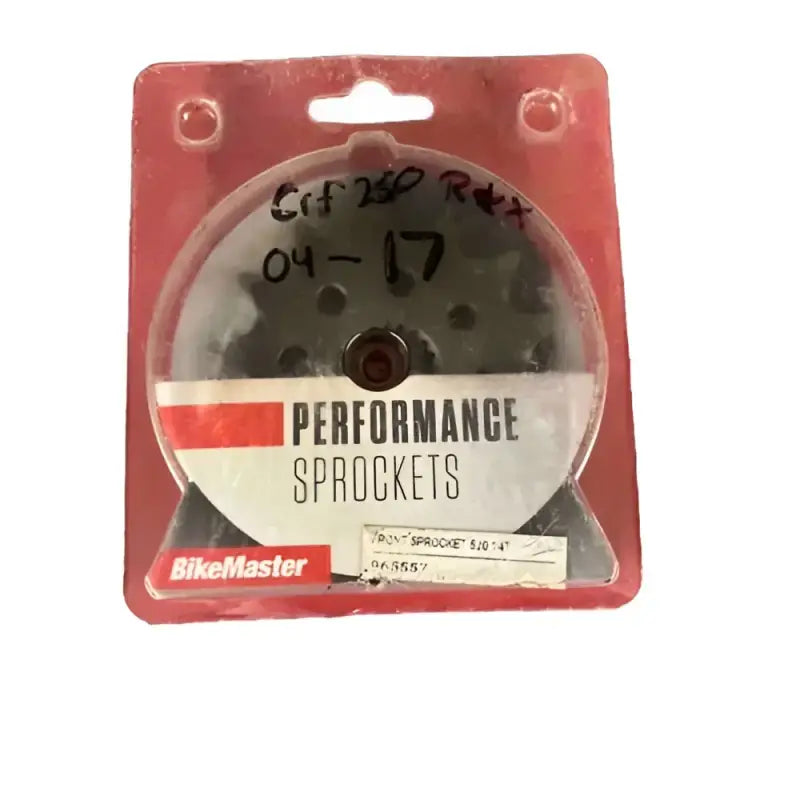 Crf 250 R&X
04-17
PERFORMANCE
SPROCKETS
FRONT SPROCKET 520 14T
BikeMaster
965557